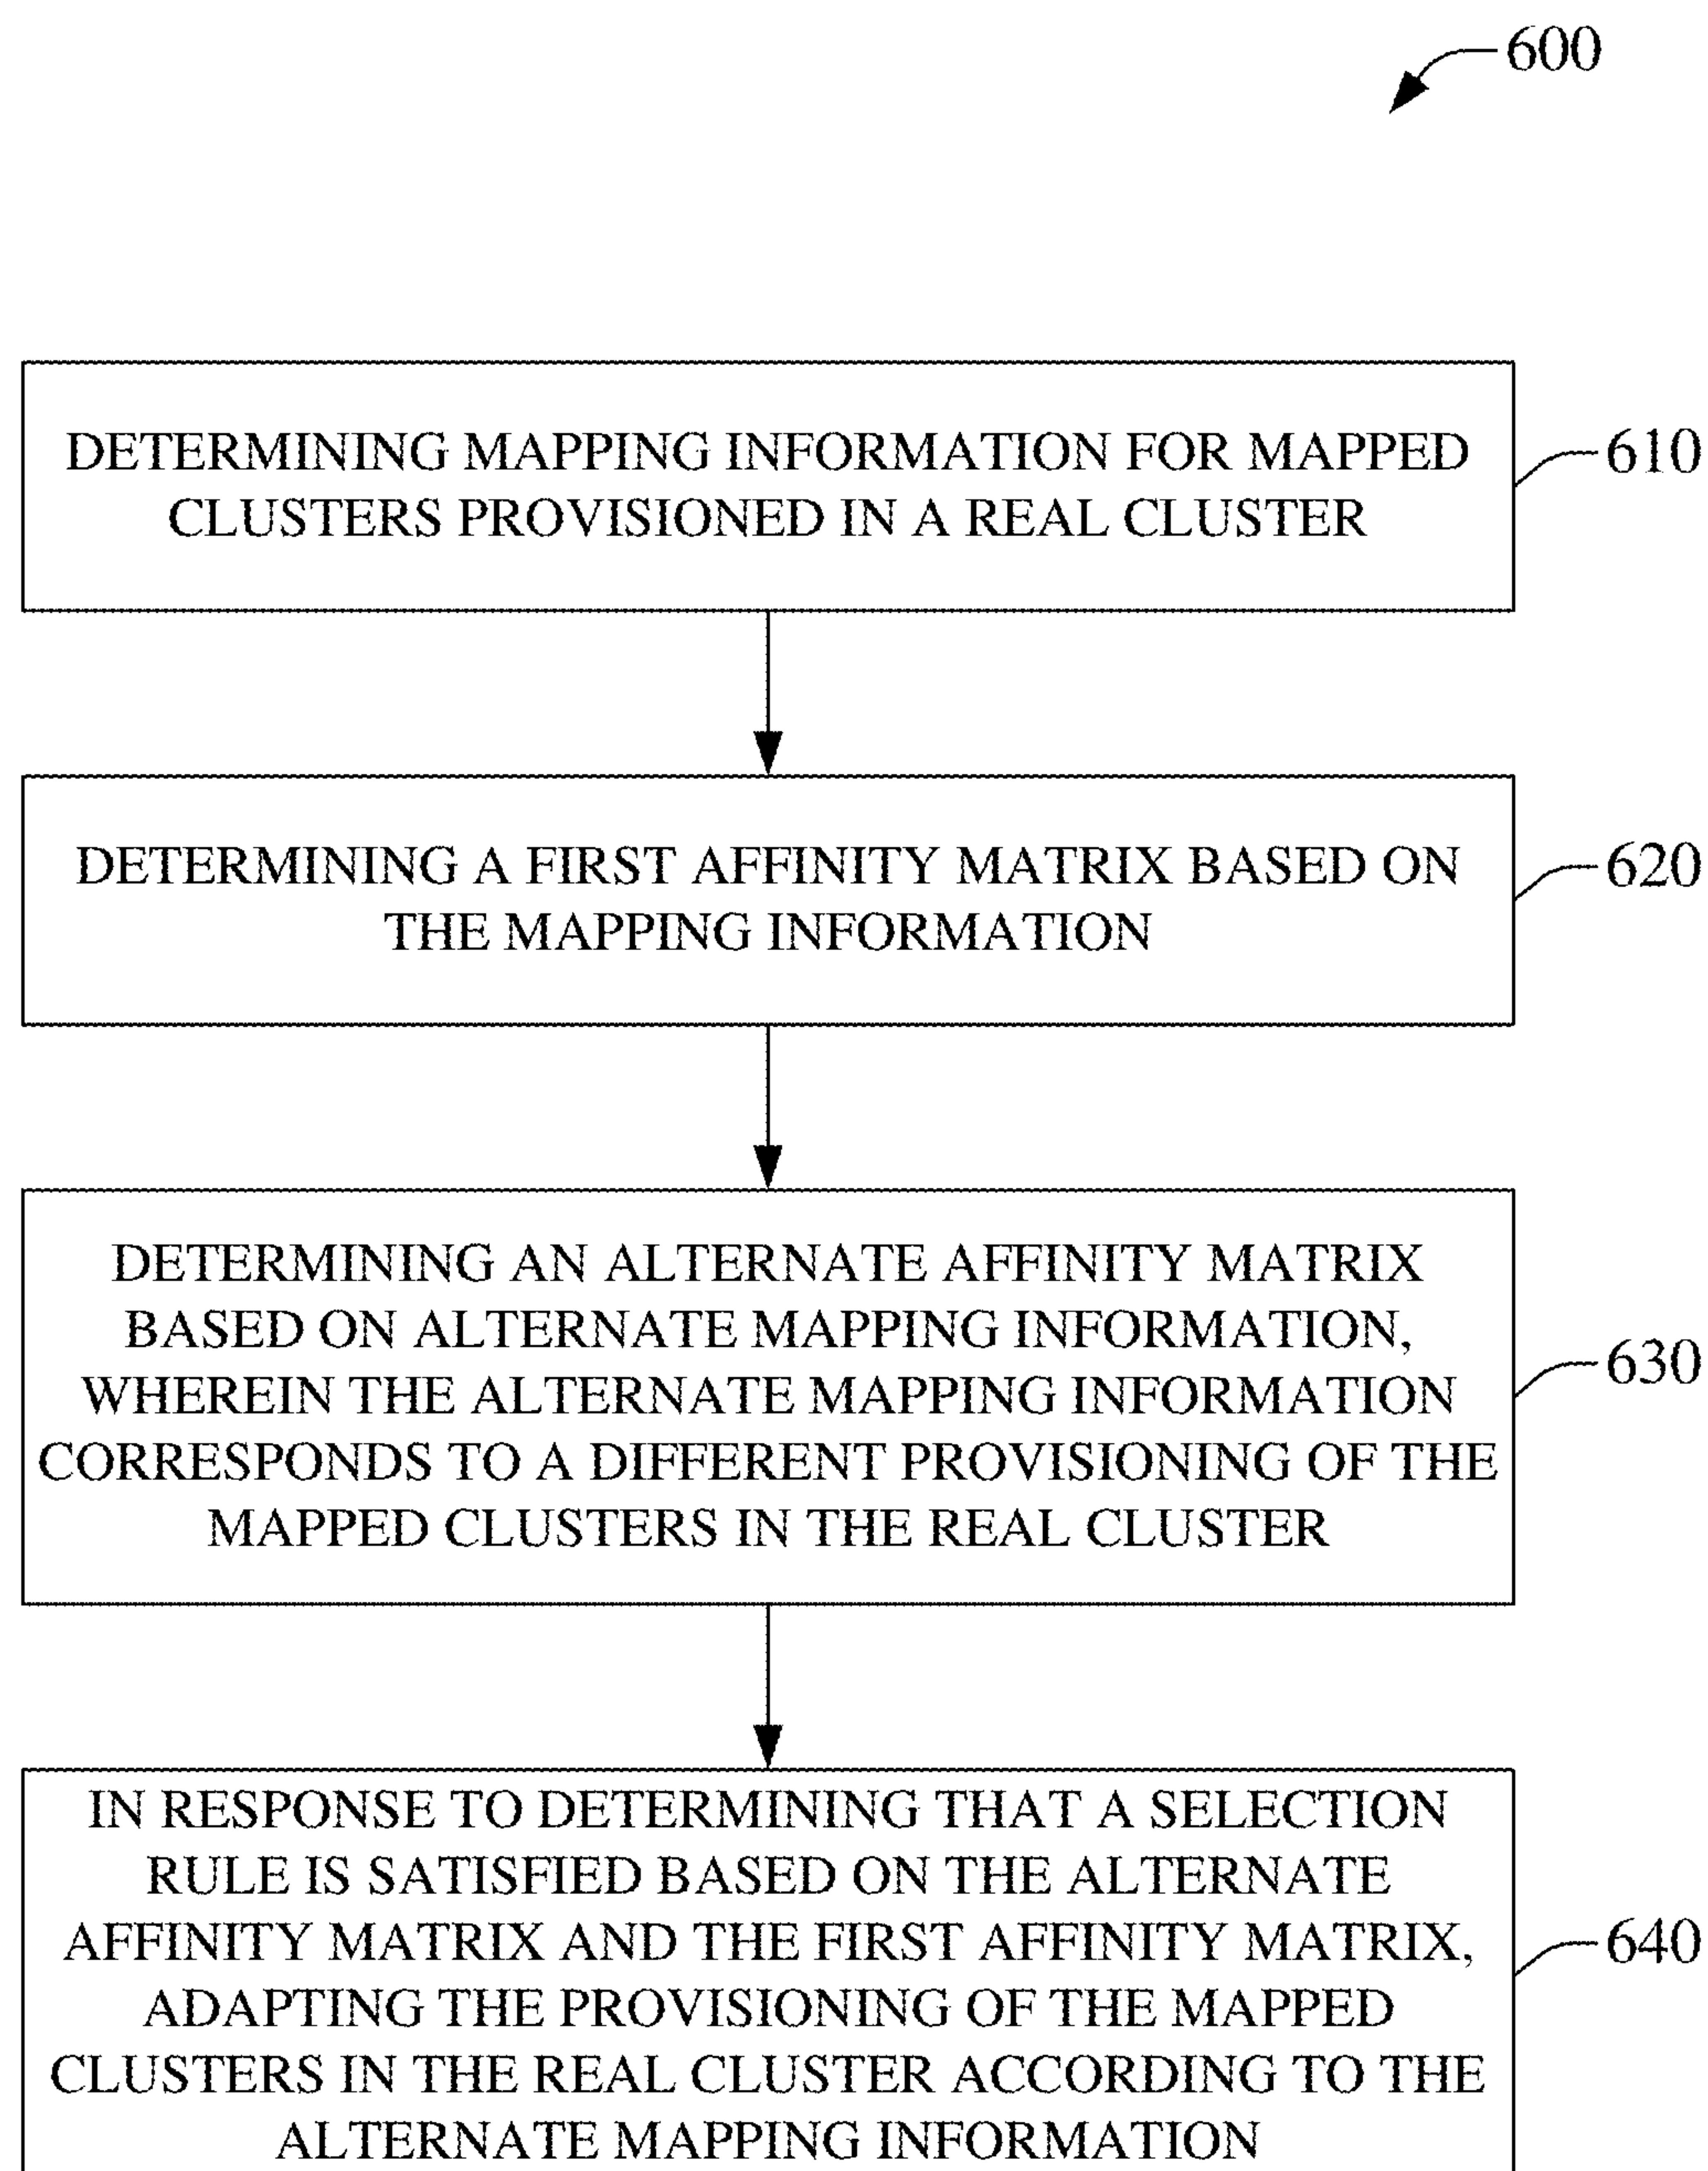 600
DETERMINING MAPPING INFORMATION FOR MAPPED
CLUSTERS PROVISIONED IN A REAL CLUSTER
610
DETERMINING A FIRST AFFINITY MATRIX BASED ON
THE MAPPING INFORMATION
620
DETERMINING AN ALTERNATE AFFINITY MATRIX
BASED ON ALTERNATE MAPPING INFORMATION,
WHEREIN THE ALTERNATE MAPPING INFORMATION
CORRESPONDS TO A DIFFERENT PROVISIONING OF THE
MAPPED CLUSTERS IN THE REAL CLUSTER
630
IN RESPONSE TO DETERMINING THAT A SELECTION
RULE IS SATISFIED BASED ON THE ALTERNATE
AFFINITY MATRIX AND THE FIRST AFFINITY MATRIX,
ADAPTING THE PROVISIONING OF THE MAPPED
CLUSTERS IN THE REAL CLUSTER ACCORDING TO THE
ALTERNATE MAPPING INFORMATION
640